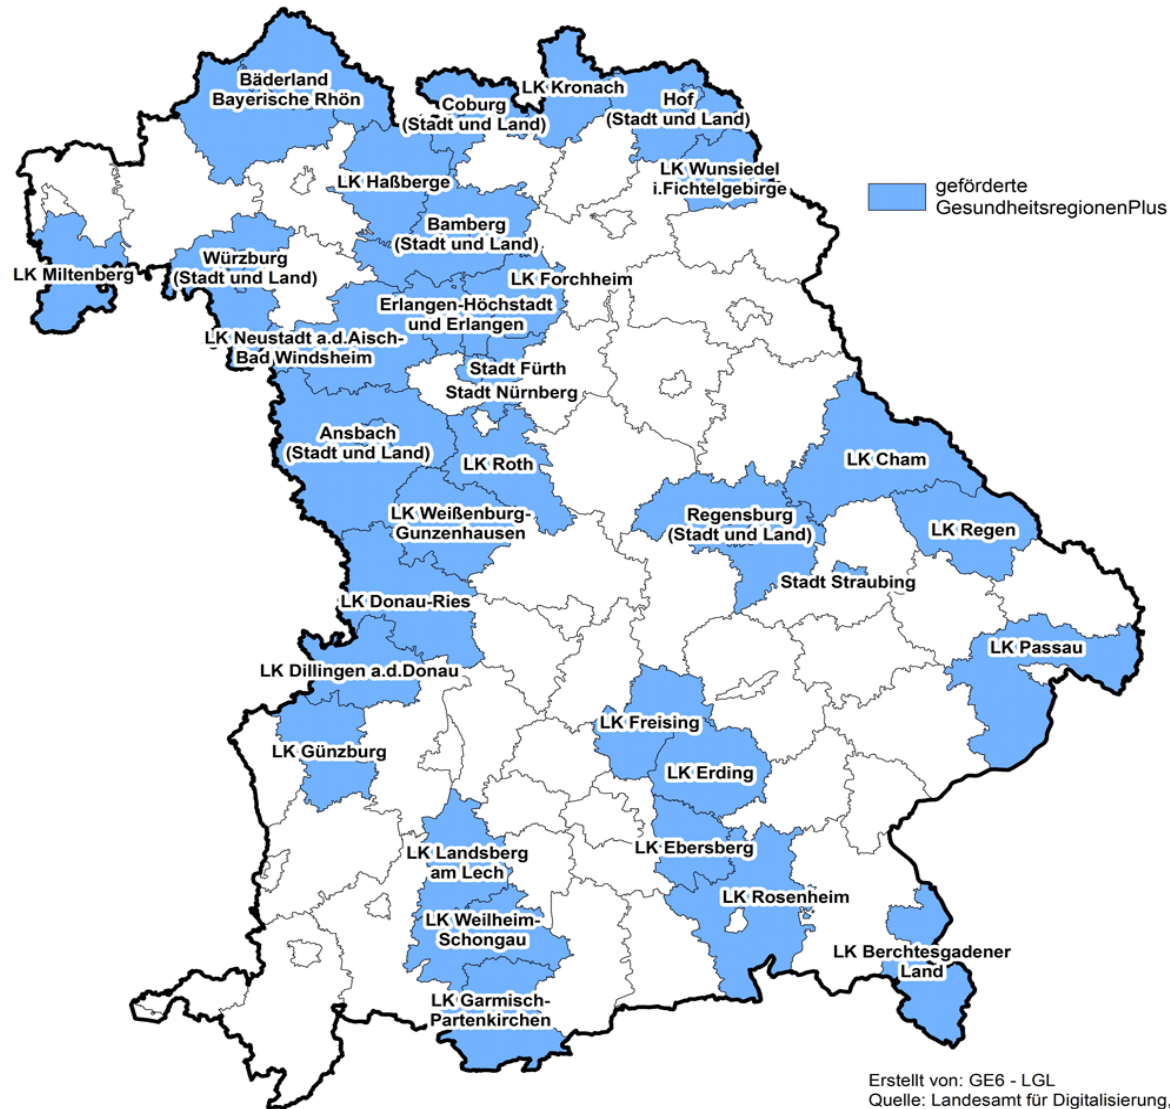 Bäderland
Bayerische Rhön
Coburg
(Stadt und Land)
LK Kronach
Hof
(Stadt und Land)
LK Haßberge
LK Wunsiedel
i.Fichtelgebirge
geförderte
GesundheitsregionenPlus
Bamberg
(Stadt und Land)
LK Miltenberg
Würzburg
(Stadt und Land)
LK Forchheim
Erlangen-Höchstadt
und Erlangen
LK Neustadt a.d.Aisch-
Bad Windsheim
Stadt Fürth
Stadt Nürnberg
Ansbach
(Stadt und Land)
LK Roth
LK Cham
LK Weißenburg-
Gunzenhausen
Regensburg
(Stadt und Land)
LK Regen
Stadt Straubing
LK Donau-Ries
LK Dillingen a.d.Donau
LK Passau
LK Freising
LK Günzburg
LK Erding
LK Landsberg
am Lech
LK Ebersberg
LK Rosenheim
LK Weilheim-
Schongau
LK Berchtesgadener
Land
LK Garmisch-
Partenkirchen
Erstellt von: GE6 - LGL
Quelle: Landesamt für Digitalisierung,